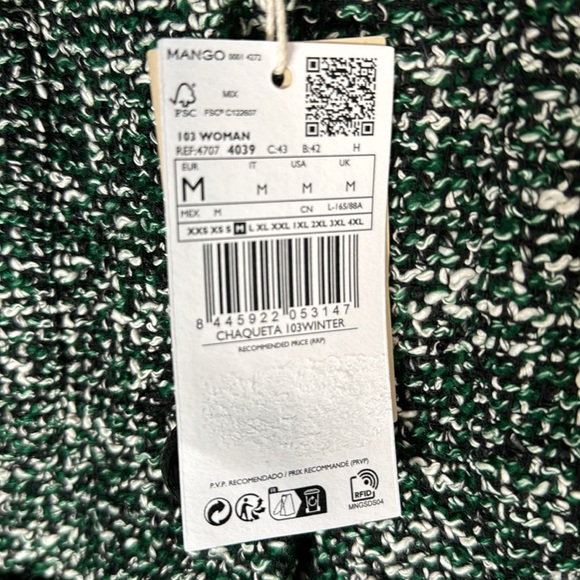 MANGO 0001 4272
MIX
FSC FSC® C122607
103 WOMAN
REF:4707 4039 C:43 B:42 H
EUR IT USA UK
M M M M
MEX M CN L-165/88A
XXS XS S M L XL XXL 1XL 2XL 3XL 4XL
8 445922 053147
CHAQUETA 103WINTER
RECOMMENDED PRICE (RRP)
P.V.P. RECOMENDADO / PRIX RECOMMANDÉ (PRVP)
RFID
MNGSDS04